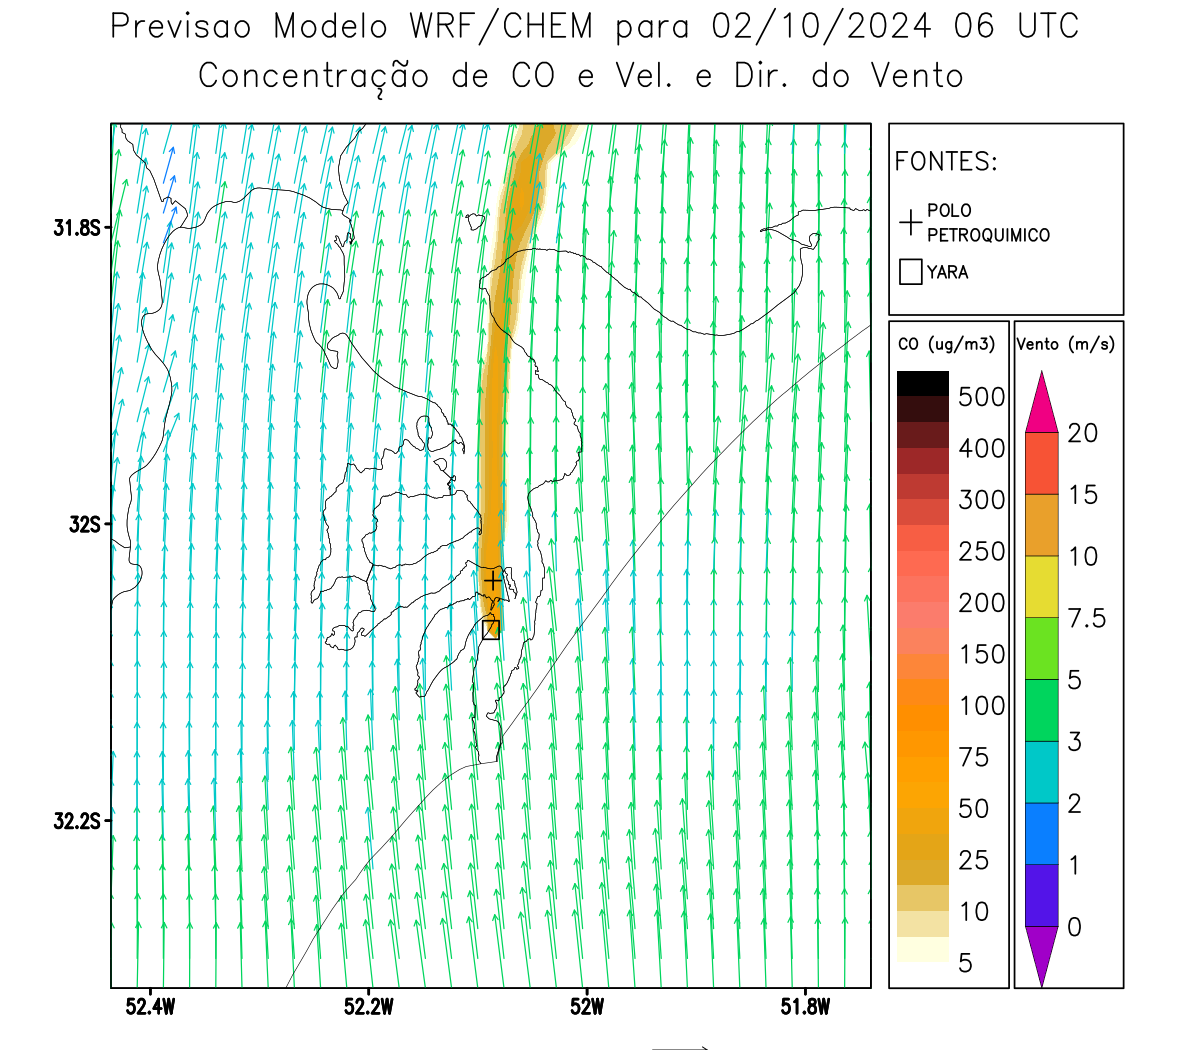 Previsao Modelo WRF/CHEM para 02/10/2024 06 UTC
Concentração de CO e Vel. e Dir. do Vento
FONTES:
POLO
PETROQUIMICO
YARA
CO (ug/m3)
500
400
300
250
200
150
100
75
50
25
10
5
Vento (m/s)
20
15
10
7.5
5
3
2
1
0
31.8S
32S
32.2S
52.4W
52.2W
52W
51.8W